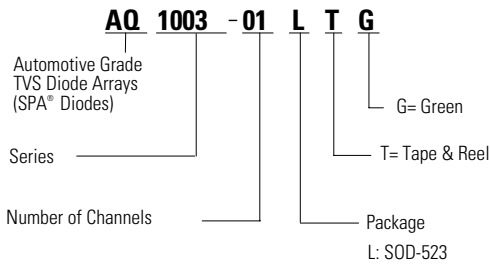 AQ 1003 - 01 L T G
Automotive Grade
TVS Diode Arrays
(SPA® Diodes)
G= Green
Series
T= Tape & Reel
Number of Channels
Package
L: SOD-523